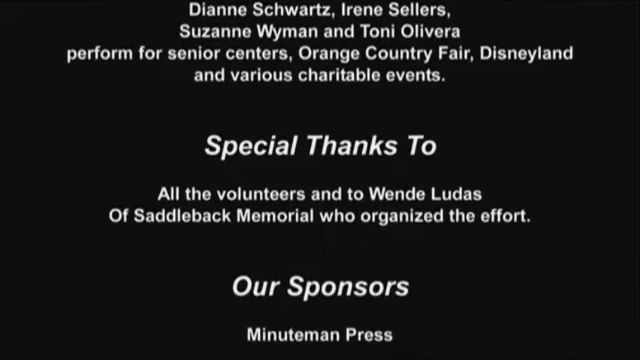 Dianne Schwartz, Irene Sellers,
Suzanne Wyman and Toni Olivera
perform for senior centers, Orange Country Fair, Disneyland
and various charitable events.
Special Thanks To
All the volunteers and to Wende Ludas
Of Saddleback Memorial who organized the effort.
Our Sponsors
Minuteman Press